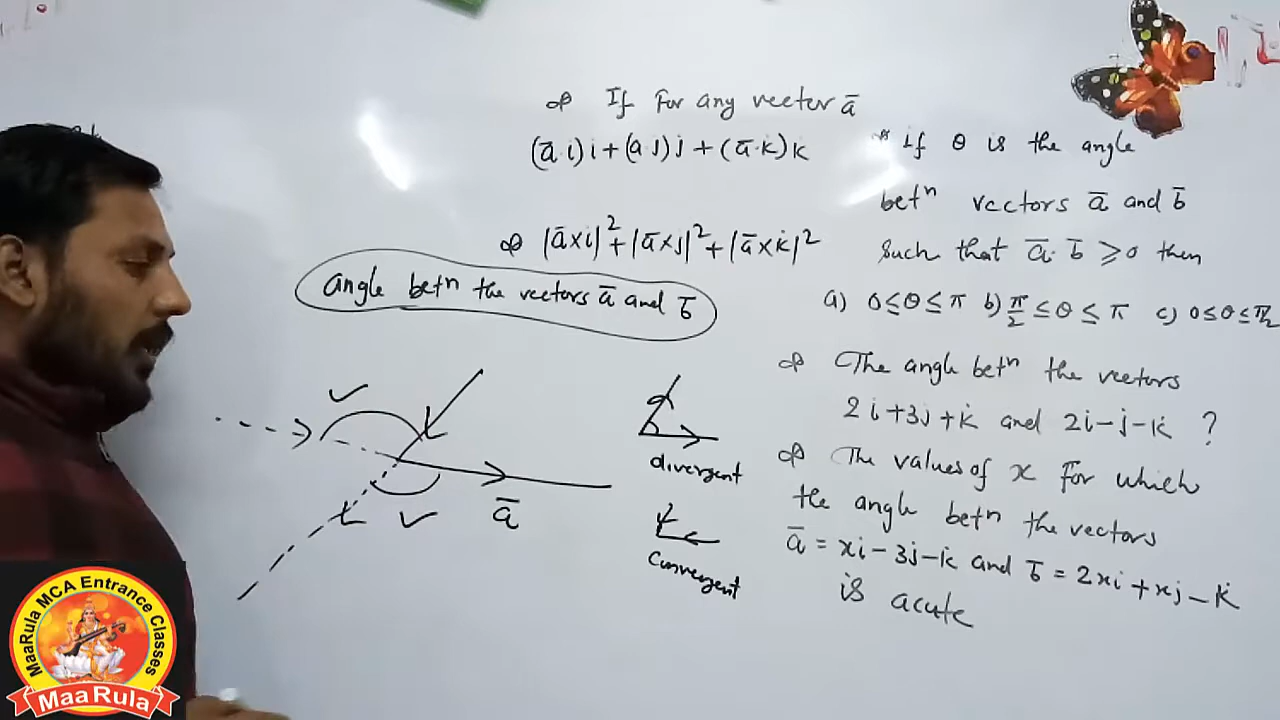 If For any vector a̅
(a̅.i)i+(a.j)j+(a̅.k)k
|a̅×i|²+|a̅×j|²+|a̅×k|²
angle betⁿ the vectors a̅ and b̅
a̅
divergent
Convergent
* If θ is the angle
betⁿ vectors a̅ and b̅
Such that a̅. b̅ ⩾0 then
a) 0≤θ≤π b) π/2 ≤θ≤ π c) 0≤θ≤π/2
The angle betⁿ the vectors
2i+3j+k and 2i-j-k ?
The values of x For which
the angle betⁿ the vectors
a̅ = xi-3j-k and b̅ = 2xi+xj-k
is acute
MaaRula MCA Entrance Classes
MaaRula